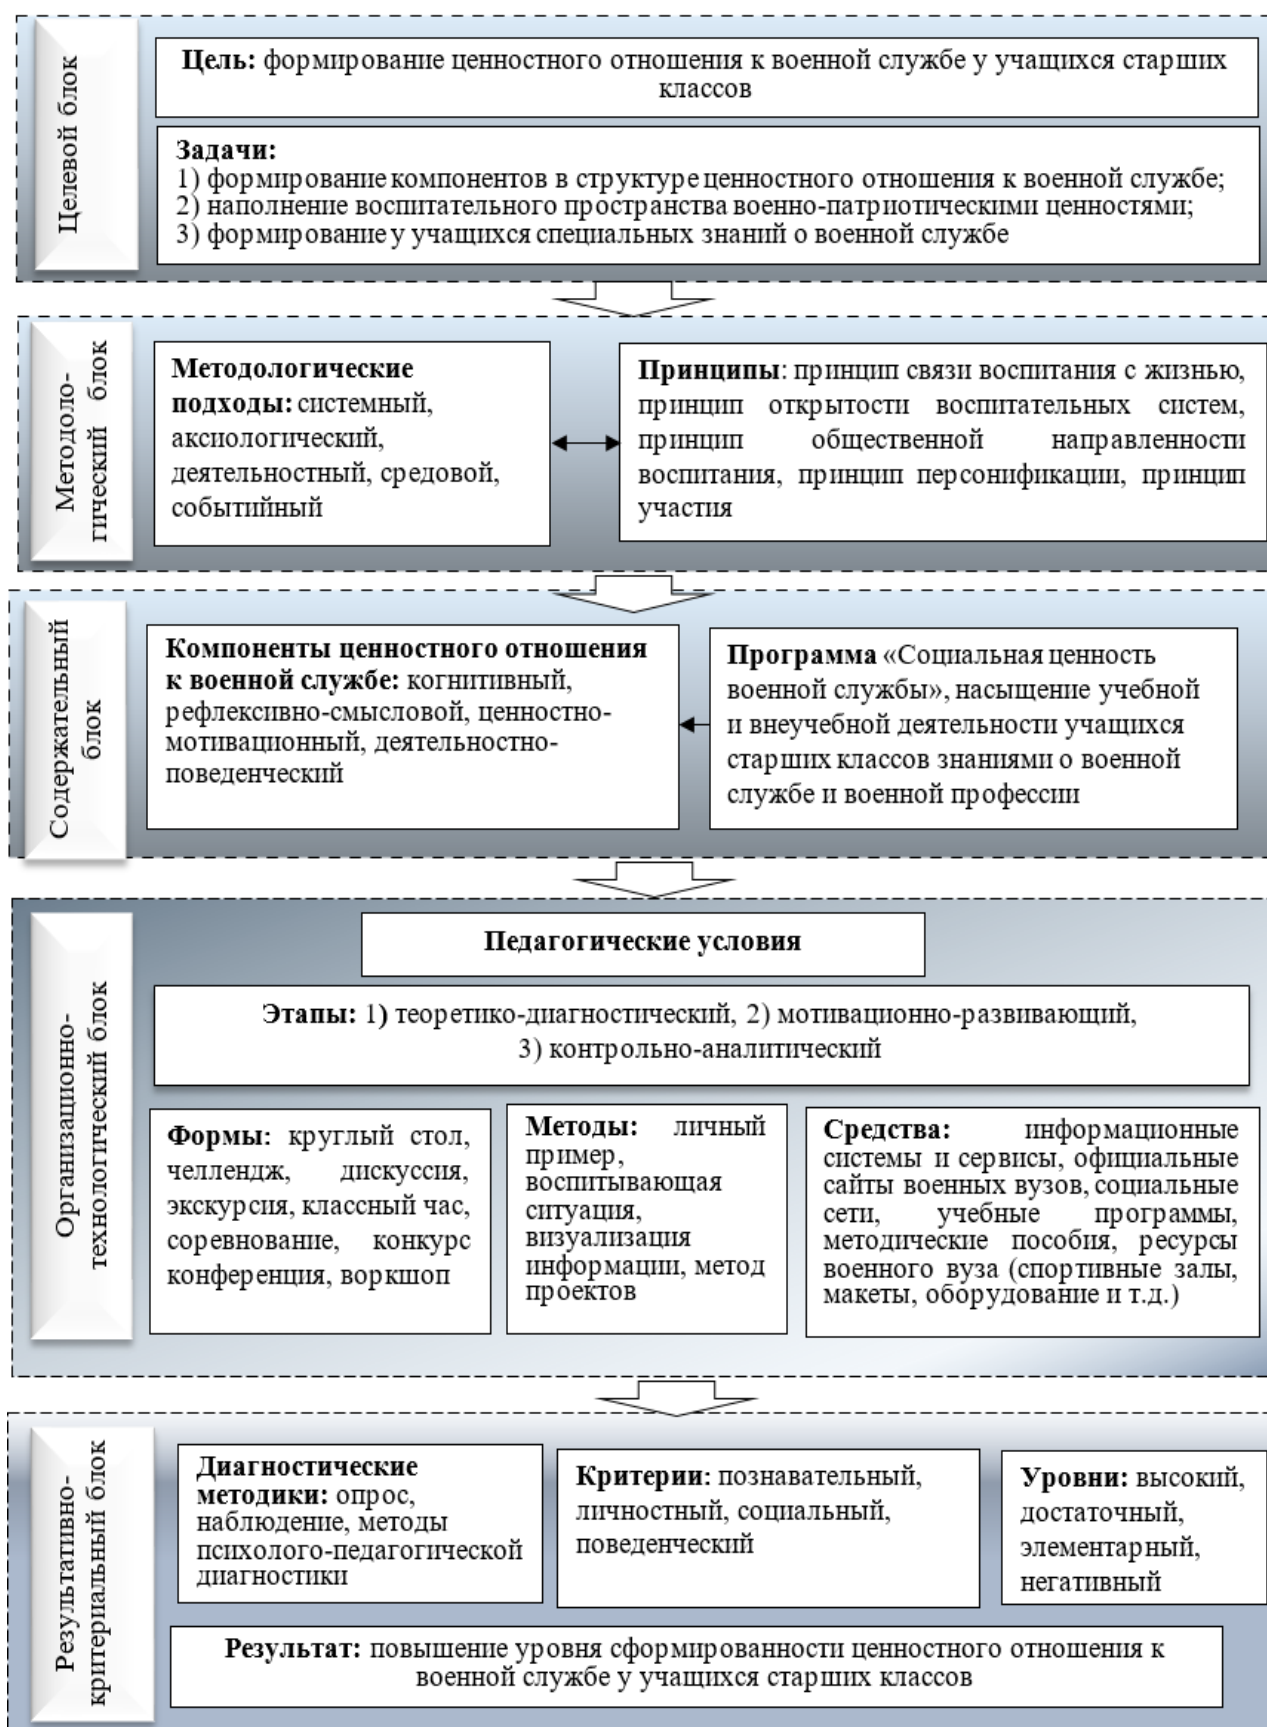 Целевой блок
Цель: формирование ценностного отношения к военной службе у учащихся старших
классов
Задачи:
1) формирование компонентов в структуре ценностного отношения к военной службе;
2) наполнение воспитательного пространства военно-патриотическими ценностями;
3) формирование у учащихся специальных знаний о военной службе
Методоло-
гический блок
Методологические
подходы: системный,
аксиологический,
деятельностный, средовой,
событийный
Принципы: принцип связи воспитания с жизнью,
принцип открытости воспитательных систем,
принцип общественной направленности
воспитания, принцип персонификации, принцип
участия
Содержательный
блок
Компоненты ценностного отношения
к военной службе: когнитивный,
рефлексивно-смысловой, ценностно-
мотивационный, деятельностно-
поведенческий
Программа «Социальная ценность
военной службы», насыщение учебной
и внеучебной деятельности учащихся
старших классов знаниями о военной
службе и военной профессии
Организационно-
технологический блок
Педагогические условия
Этапы: 1) теоретико-диагностический, 2) мотивационно-развивающий,
3) контрольно-аналитический
Формы: круглый стол,
челлендж, дискуссия,
экскурсия, классный час,
соревнование, конкурс
конференция, воркшоп
Методы: личный
пример,
воспитывающая
ситуация,
визуализация
информации, метод
проектов
Средства: информационные
системы и сервисы, официальные
сайты военных вузов, социальные
сети, учебные программы,
методические пособия, ресурсы
военного вуза (спортивные залы,
макеты, оборудование и т.д.)
Результативно-
критериальный блок
Диагностические
методики: опрос,
наблюдение, методы
психолого-педагогической
диагностики
Критерии: познавательный,
личностный, социальный,
поведенческий
Уровни: высокий,
достаточный,
элементарный,
негативный
Результат: повышение уровня сформированности ценностного отношения к
военной службе у учащихся старших классов